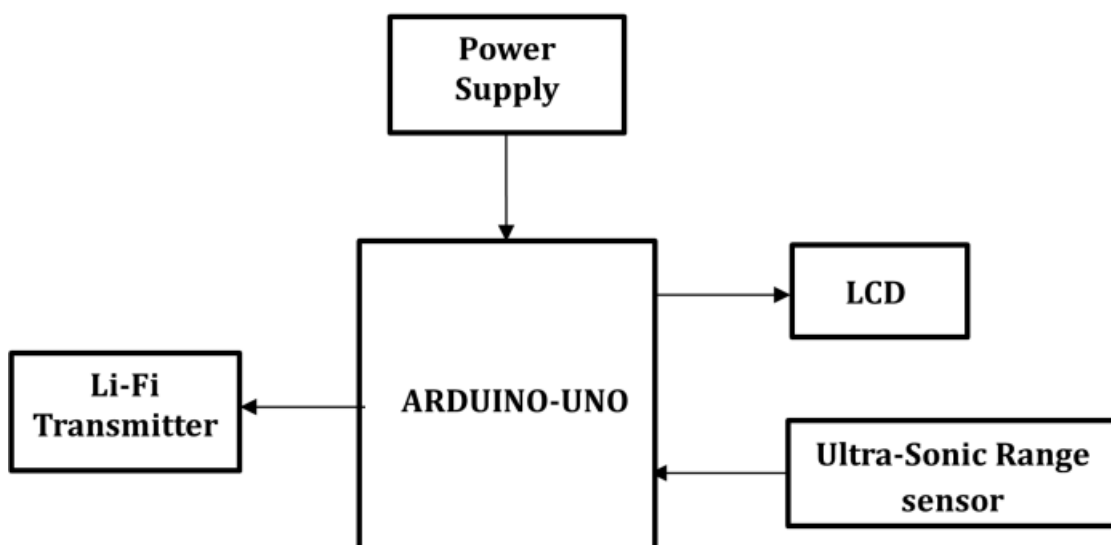 Power
Supply
LCD
Li-Fi
Transmitter
ARDUINO-UNO
Ultra-Sonic Range
sensor